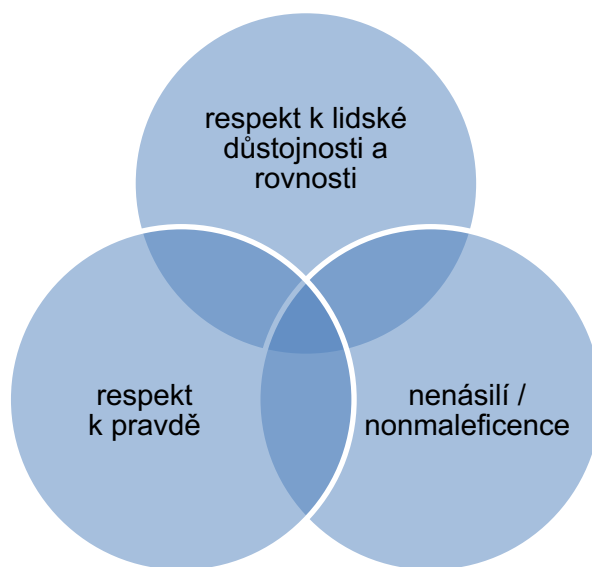 respekt k lidské
důstojnosti a
rovnosti
respekt
k pravdě
nenásilí /
nonmaleficence